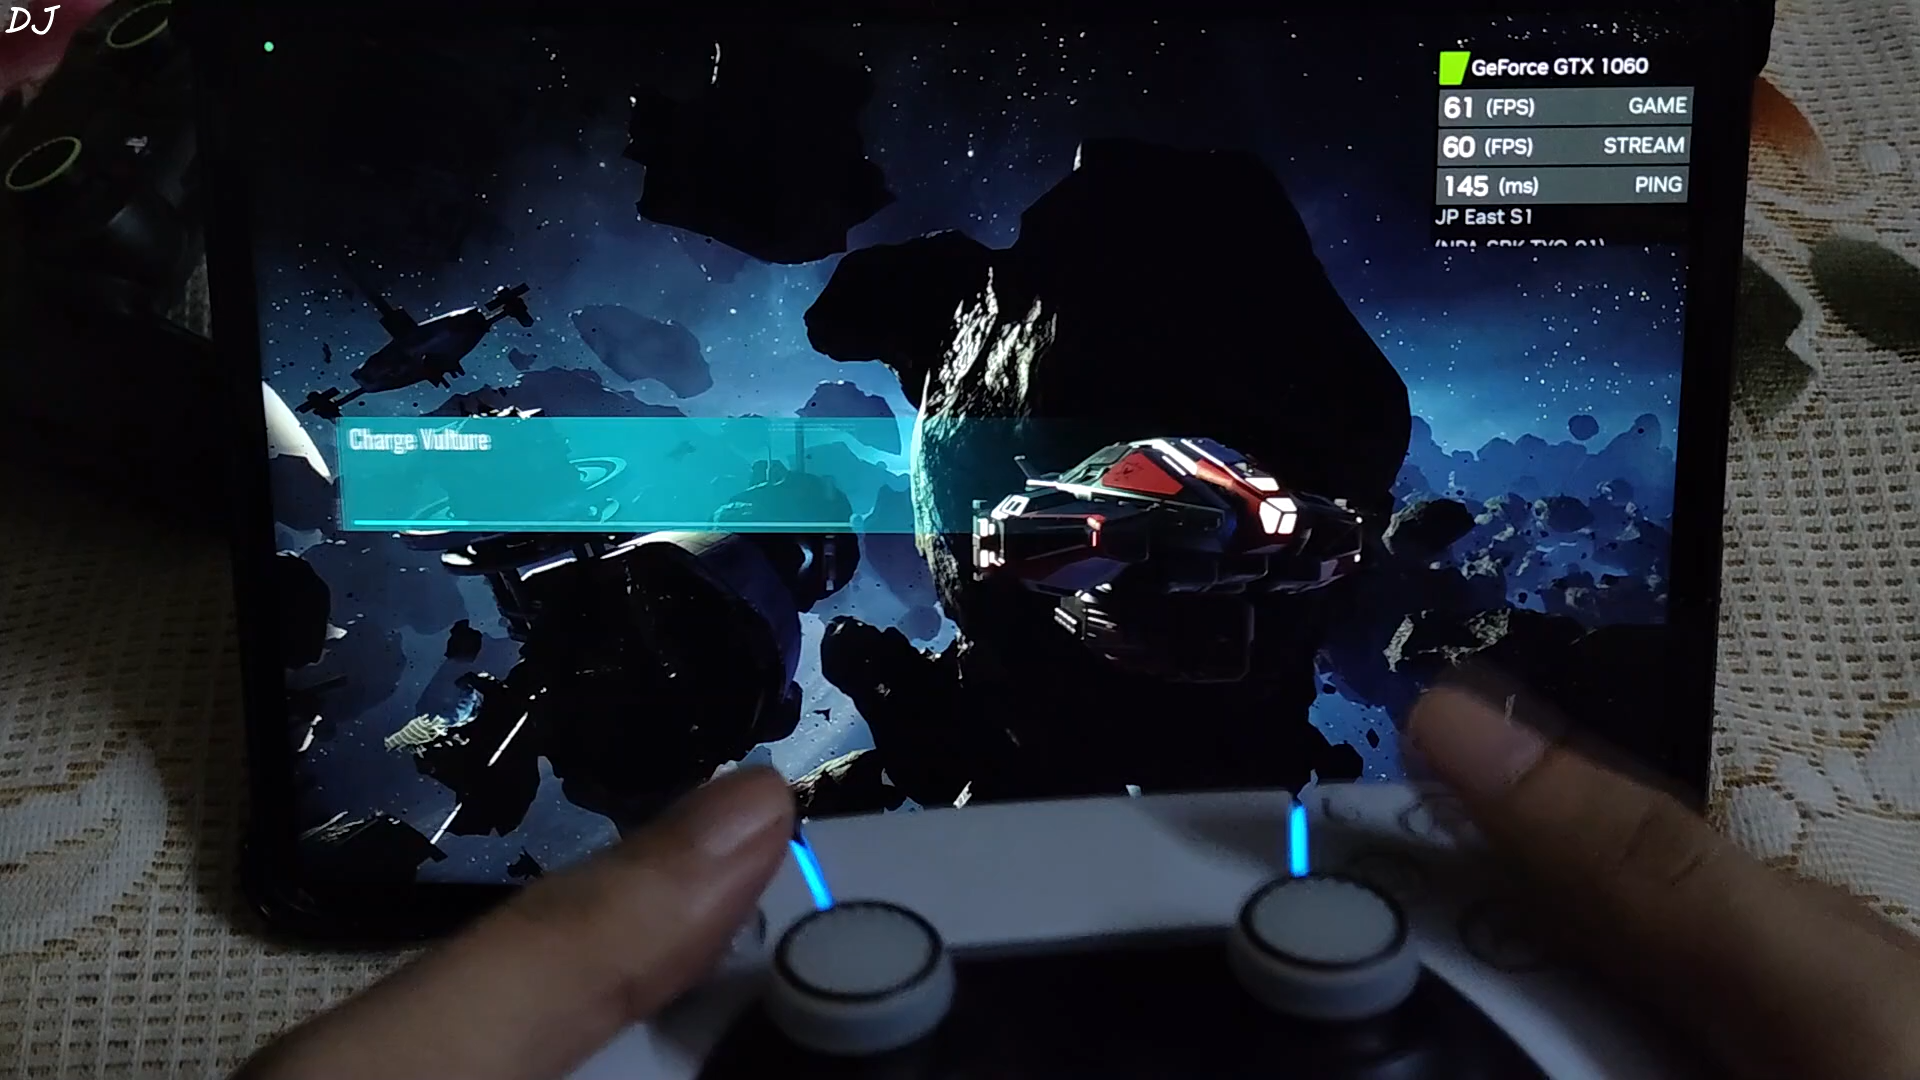 DJ
GeForce GTX 1060
61 (FPS) GAME
60 (FPS) STREAM
145 (ms) PING
JP East S1
Charge Vulture